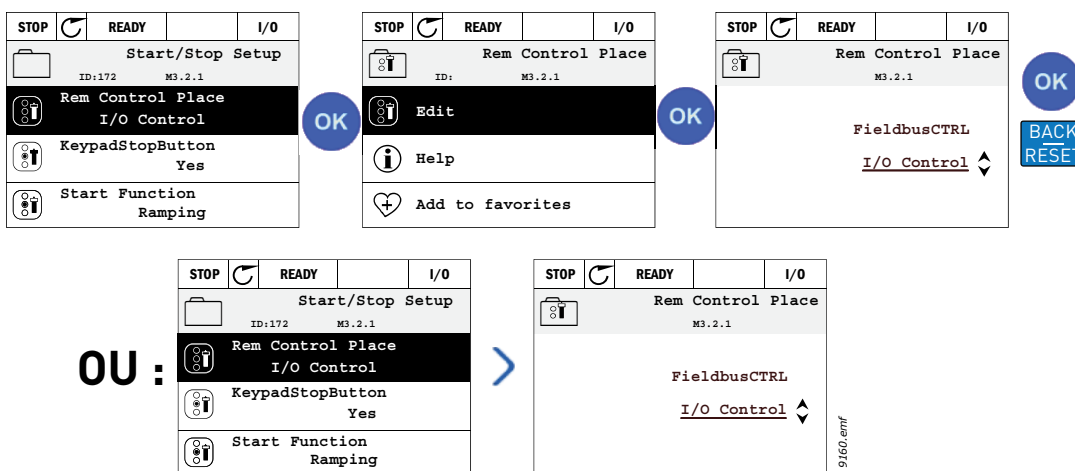 STOP READY I/O
Start/Stop Setup
ID:172 M3.2.1
Rem Control Place
I/O Control
KeypadStopButton
Yes
Start Function
Ramping
OK
STOP READY I/O
Rem Control Place
ID: M3.2.1
Edit
Help
Add to favorites
OK
STOP READY I/O
Rem Control Place
M3.2.1
FieldbusCTRL
I/O Control
OK
BACK
RESET
OU :
STOP READY I/O
Start/Stop Setup
ID:172 M3.2.1
Rem Control Place
I/O Control
KeypadStopButton
Yes
Start Function
Ramping
STOP READY I/O
Rem Control Place
M3.2.1
FieldbusCTRL
I/O Control
9160.emf